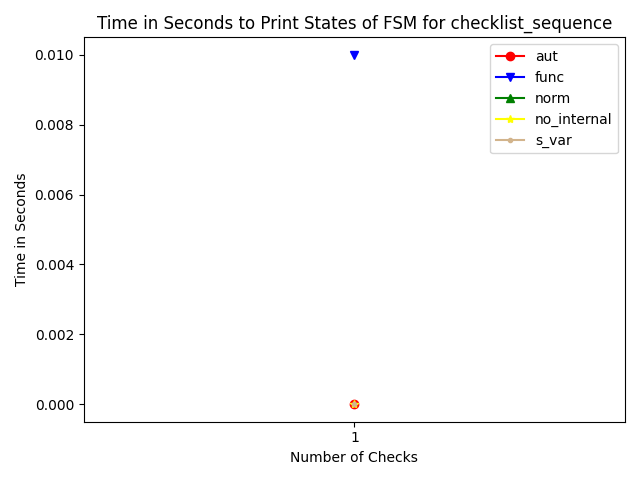 Time in Seconds to Print States of FSM for checklist_sequence
aut
func
norm
no_internal
s_var
Time in Seconds
0.010
0.008
0.006
0.004
0.002
0.000
1
Number of Checks